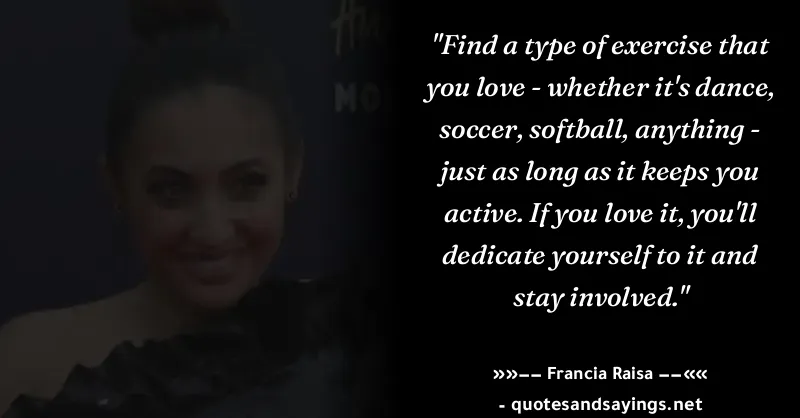 "Find a type of exercise that
you love - whether it's dance,
soccer, softball, anything -
just as long as it keeps you
active. If you love it, you'll
dedicate yourself to it and
stay involved."
»»−− Francia Raisa −−««
- quotesandsayings.net
MO